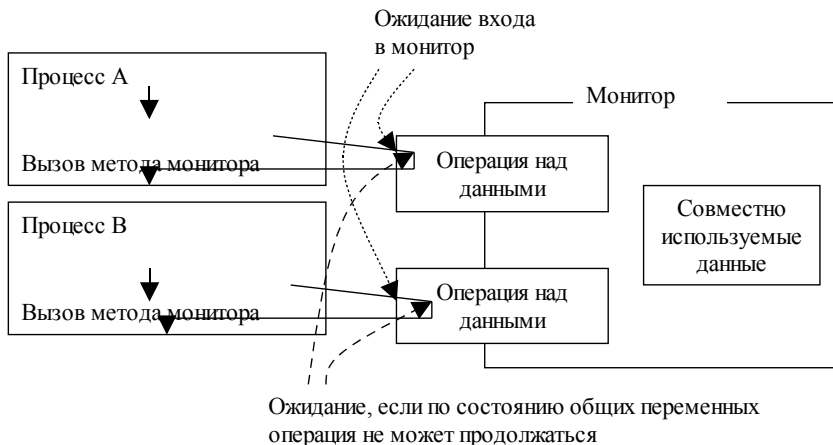 Ожидание входа
в монитор
Процесс A
Вызов метода монитора
Монитор
Операция над
данными
Совместно
используемые
данные
Процесс B
Вызов метода монитора
Операция над
данными
Ожидание, если по состоянию общих переменных
операция не может продолжаться